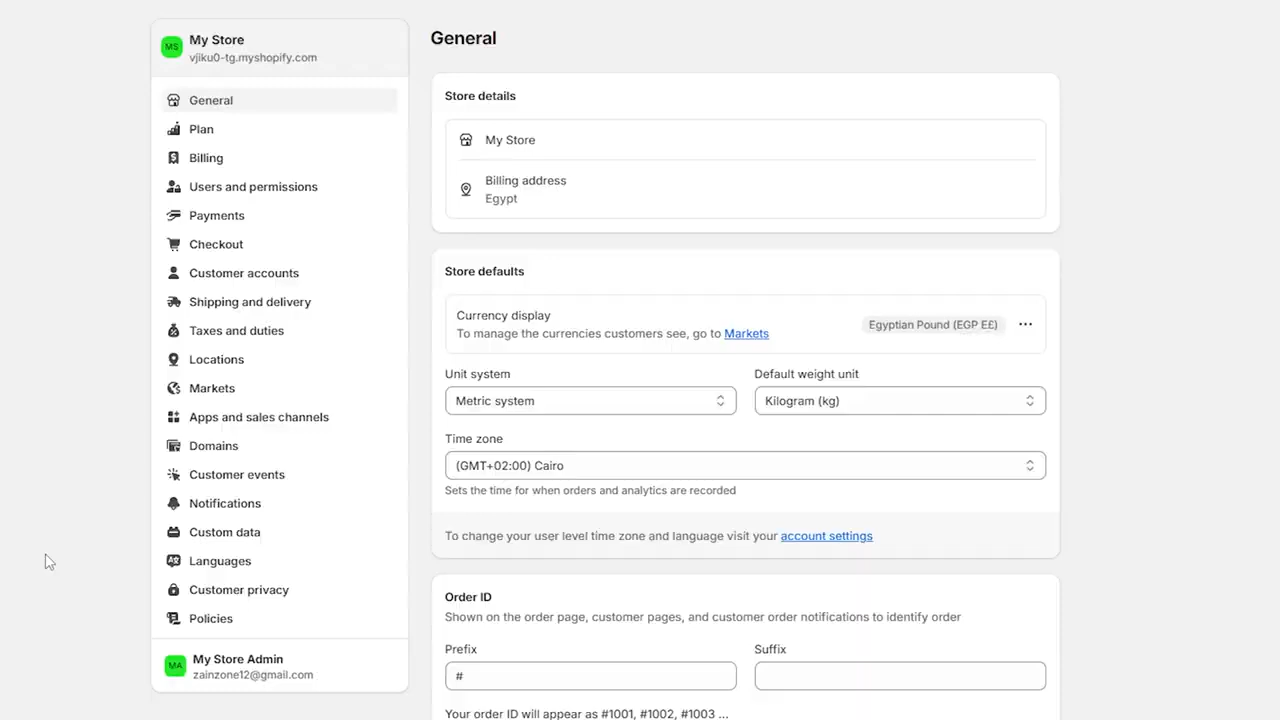 MS
My Store
vjiku0-tg.myshopify.com
General
Plan
Billing
Users and permissions
Payments
Checkout
Customer accounts
Shipping and delivery
Taxes and duties
Locations
Markets
Apps and sales channels
Domains
Customer events
Notifications
Custom data
Languages
Customer privacy
Policies
MA
My Store Admin
zainzone12@gmail.com
General
Store details
My Store
Billing address
Egypt
Store defaults
Currency display
To manage the currencies customers see, go to Markets
Egyptian Pound (EGP E£)
Unit system
Default weight unit
Metric system
Kilogram (kg)
Time zone
(GMT+02:00) Cairo
Sets the time for when orders and analytics are recorded
To change your user level time zone and language visit your account settings
Order ID
Shown on the order page, customer pages, and customer order notifications to identify order
Prefix
Suffix
#
Your order ID will appear as #1001, #1002, #1003 ...